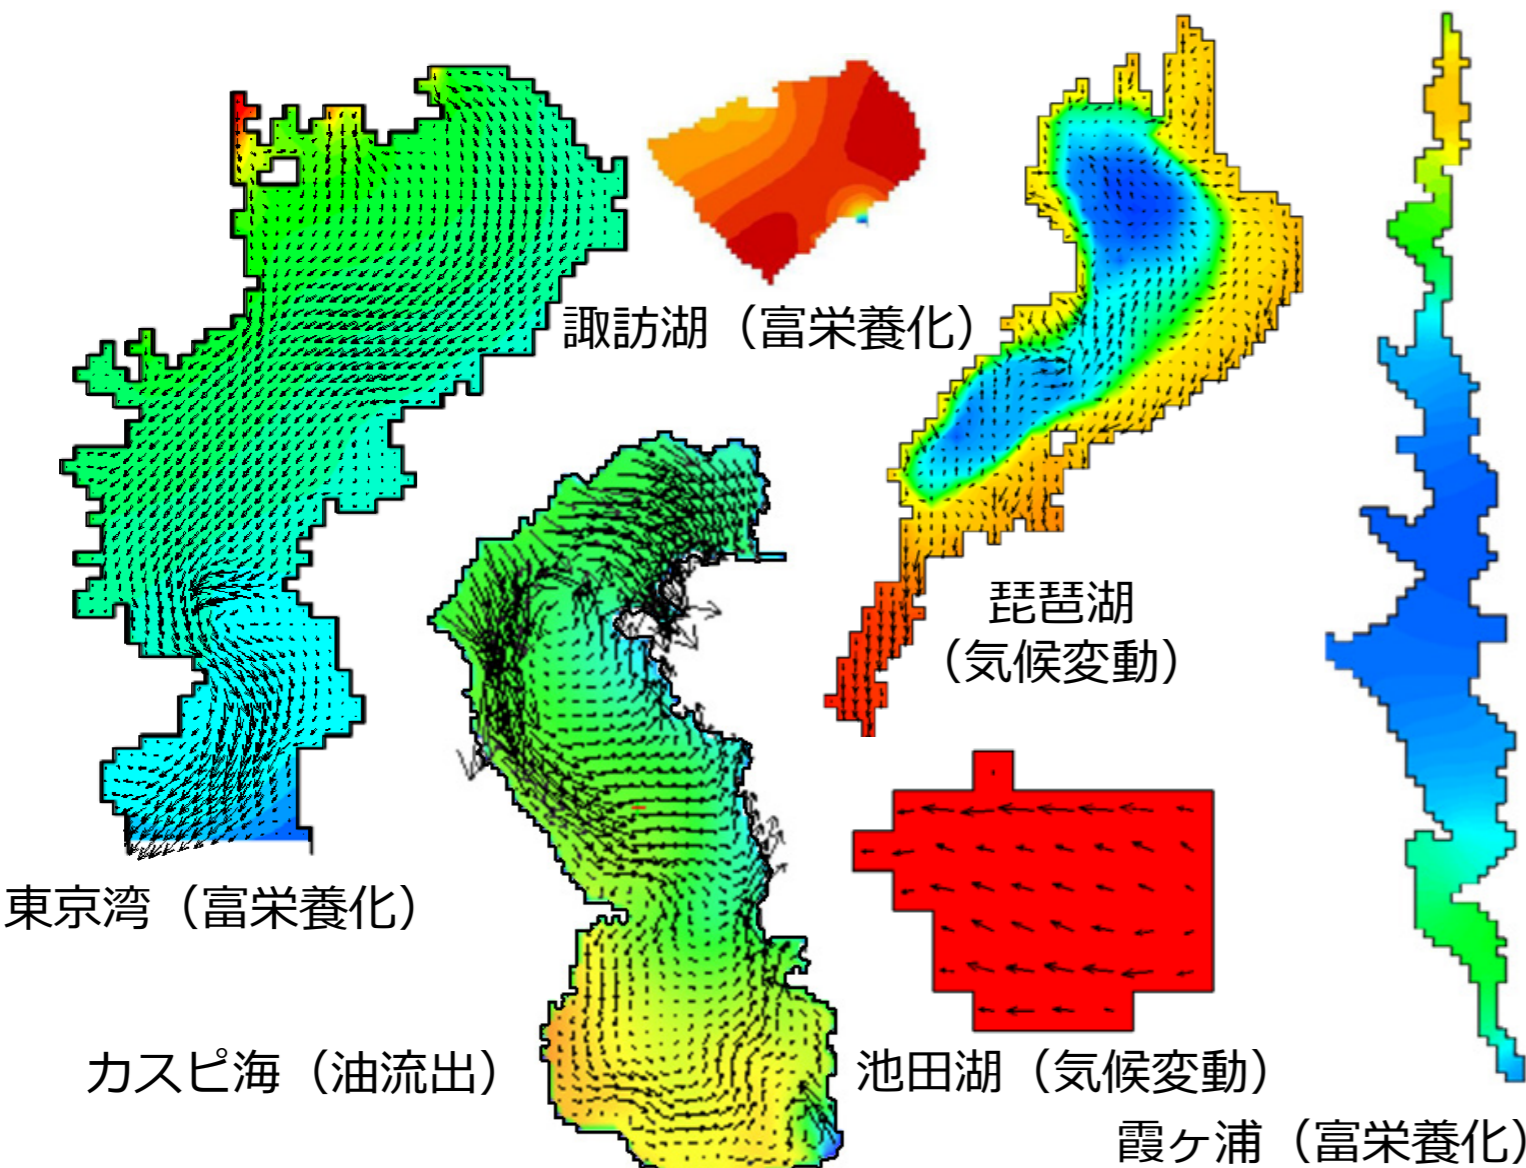 諏訪湖（富栄養化）
琵琶湖
（気候変動）
東京湾（富栄養化）
カスピ海（油流出）
池田湖（気候変動）
霞ヶ浦（富栄養化）